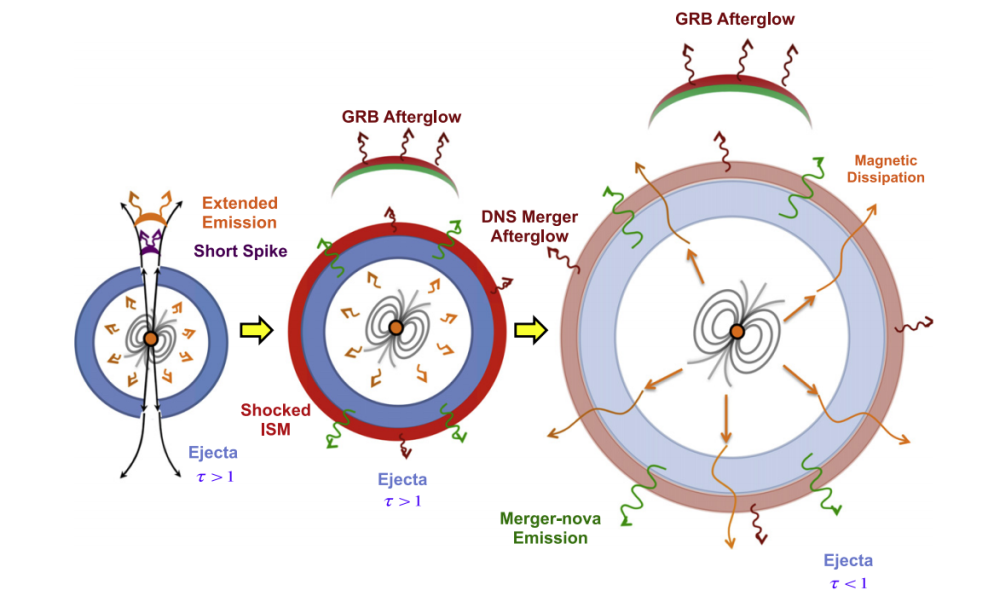 GRB Afterglow
GRB Afterglow
Extended
Emission
Short Spike
DNS Merger
Afterglow
Magnetic
Dissipation
Shocked
ISM
Ejecta
τ > 1
Ejecta
τ > 1
Merger-nova
Emission
Ejecta
τ < 1